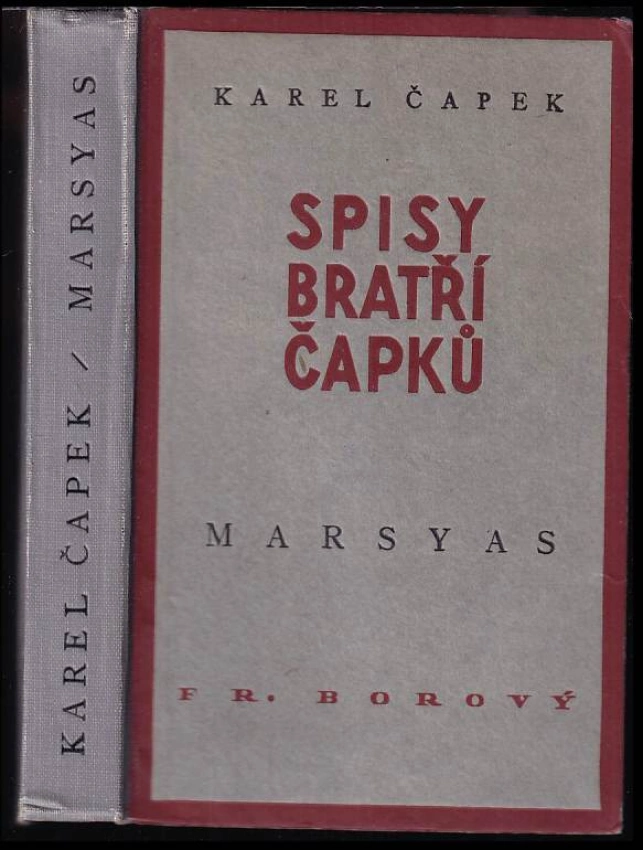 KAREL ČAPEK / MARSYAS
KAREL ČAPEK
SPISY
BRATŘÍ
ČAPKŮ
MARSYAS
FR. BOROVÝ